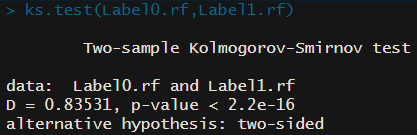 > ks.test(Label0.rf,Label1.rf)
Two-sample Kolmogorov-Smirnov test
data:  Label0.rf and Label1.rf
D = 0.83531, p-value < 2.2e-16
alternative hypothesis: two-sided